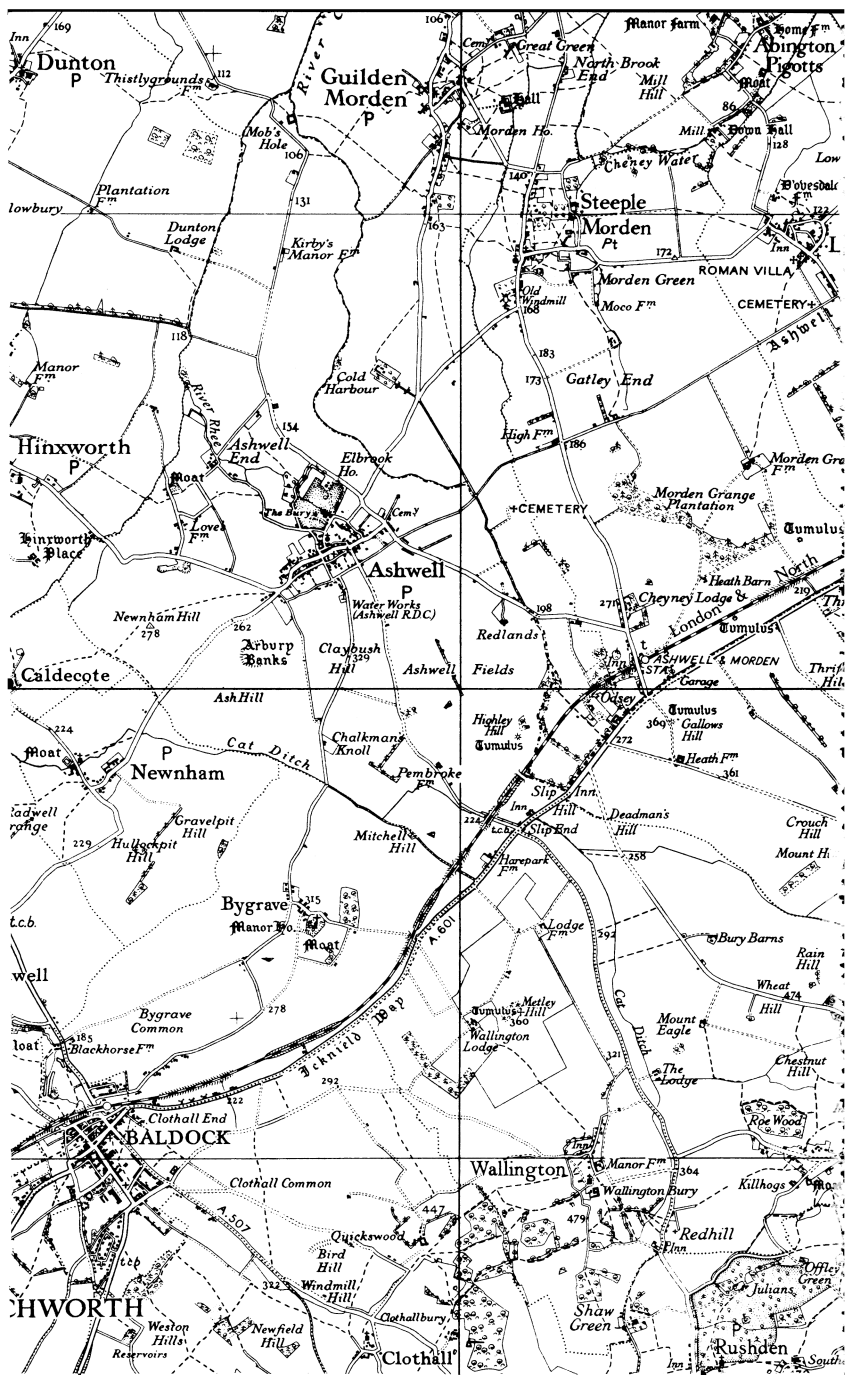 106
169
Inn
Dunton
P
Thistlygrounds
Fm
112
River
Guilden
Morden
P
Cemy
Great Green
North Brook
End
Manor Farm
Home Fm
Abington
Pigotts
Mill
Hill
Moat
86
Hall
Morden Ho.
Mob's
Hole
106
Mill
Down Hall
128
Low
Cheney Water
140
Plantation
Fm
131
lowbury
Dunton
Lodge
Kirby's
Manor Fm
163
Steeple
Morden
Pt
D'ovesdale
Fm
122
Inn
L
172
ROMAN VILLA
Morden Green
CEMETERY+
Old
Windmill
168
Moco Fm
Ashwell
118
183
173
Gatley End
Manor
Fm
Cold
Harbour
River Rhee
154
High Fm
186
Hinxworth
P
Ashwell
End
Elbrook
Ho.
Moat
The Bury
Cemy
+CEMETERY
Morden Gra
Fm
Morden Grange
Plantation
Tumulus
Hinxworth
Place
Loves
Fm
Ashwell
P
Heath Barn
North
219
Newnham Hill
278
262
Water Works
(Ashwell R.D.C.)
198
271
Cheyney Lodge
London &
Thr
Redlands
Tumulus
Arbury
Banks
Claybush
Hill
329
Ashwell
Fields
Inn
ASHWELL & MORDEN
STA.
Garage
Thrif
Hil
Caldecote
Ash Hill
Odsey
224
Tumulus
369
Gallows
Hill
Highley
Hill
Tumulus
272
Heath Fm
361
Chalkmans
Knoll
Cat Ditch
Moat
P
Newnham
Pembroke
Fm
Slip
Hill
Inn
Inn
224
t.c.b.
Slip End
Deadman's
Hill
Crouch
Hill
Radwell
range
Gravelpit
Hill
229
Hullockpit
Hill
Mitchell
Hill
Harepark
Fm
258
Mount H
Bygrave
315
Manor Ho.
Moat
A.601
t.c.b.
Lodge
Fm
292
Bury Barns
Rain
Hill
well
278
Cat
Ditch
Wheat
Hill
474
Bygrave
Common
Icknield Way
Metley
Hill
Tumulus+
360
Wallington
Lodge
Mount
Eagle
loat
185
Blackhorse Fm
321
Chestnut
Hill
The
Lodge
292
222
Clothall End
BALDOCK
Roe Wood
Inn
Wallington
Manor Fm
364
Clothall Common
Wallington Bury
Killhogs
Moa
447
479
A.507
Quickswood
Bird
Hill
Redhill
Inn
t.c.b
322
Windmill
Hill
Offley
Green
Julians
CHWORTH
Clothallbury
Shaw
Green
P
Weston
Hills
Newfield
Hill
Reservoirs
Clothall
Rushden
Inn
South